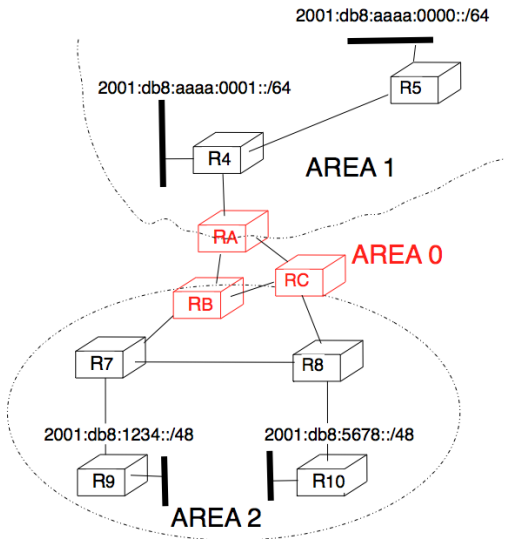 2001:db8:aaaa:0000::/64
2001:db8:aaaa:0001::/64
R5
R4
AREA 1
RA
AREA 0
RC
RB
R7
R8
2001:db8:1234::/48
2001:db8:5678::/48
R9
R10
AREA 2